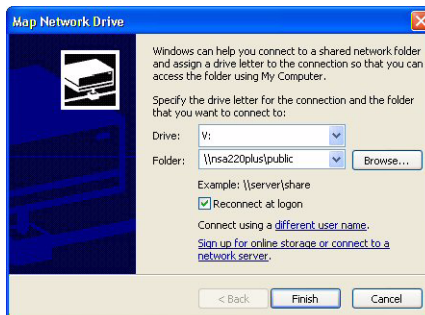 Map Network Drive
Windows can help you connect to a shared network folder
and assign a drive letter to the connection so that you can
access the folder using My Computer.
Specify the drive letter for the connection and the folder
that you want to connect to:
Drive: V:
Folder: \\nsa220plus\public Browse...
Example: \\server\share
Reconnect at logon
Connect using a different user name.
Sign up for online storage or connect to a
network server.
< Back Finish Cancel